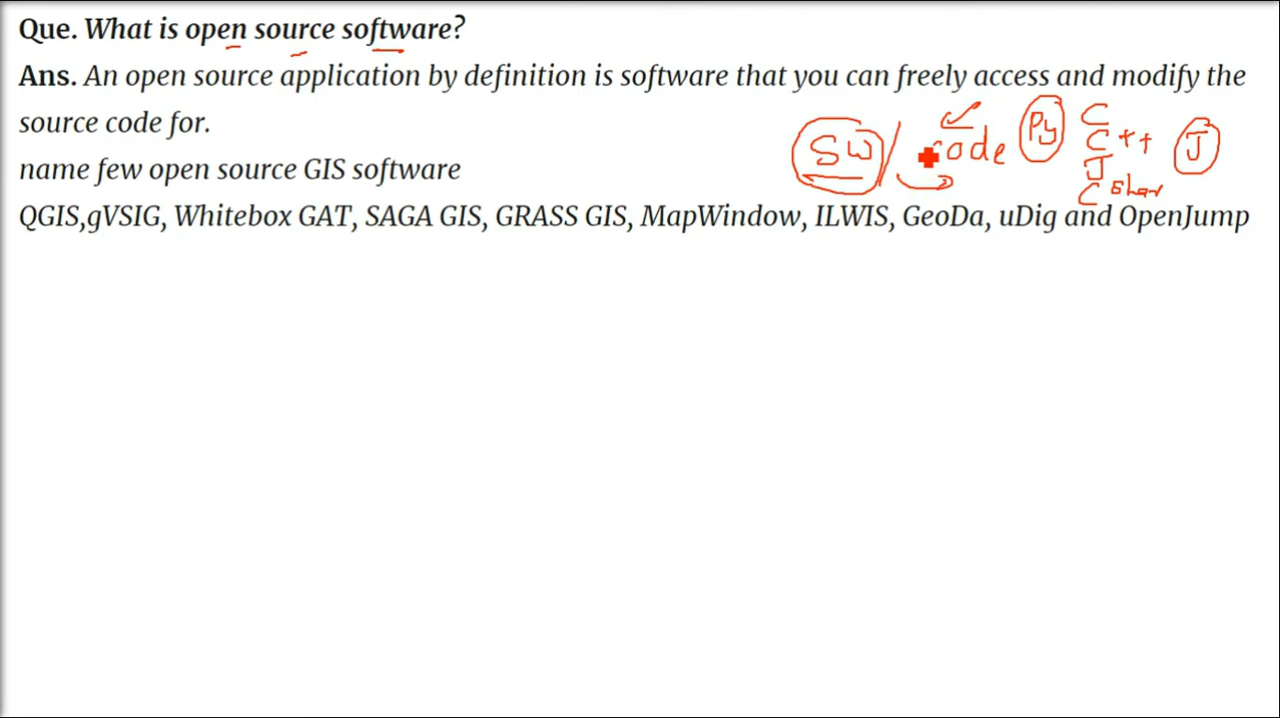 Que. What is open source software?
Ans. An open source application by definition is software that you can freely access and modify the
source code for.
SW / code Py C
C++ J
J
C shar
name few open source GIS software
QGIS,gVSIG, Whitebox GAT, SAGA GIS, GRASS GIS, MapWindow, ILWIS, GeoDa, uDig and OpenJump